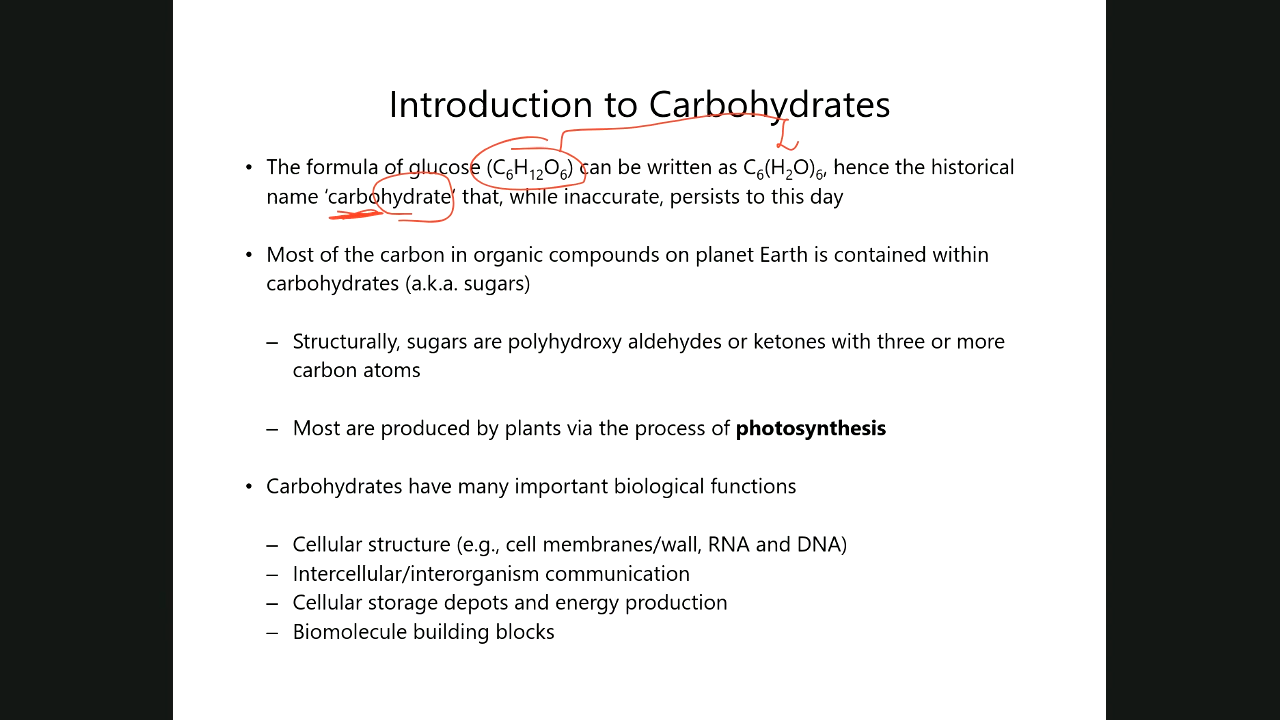 Introduction to Carbohydrates
• The formula of glucose (C₆H₁₂O₆) can be written as C₆(H₂O)₆, hence the historical
name ‘carbohydrate’ that, while inaccurate, persists to this day
• Most of the carbon in organic compounds on planet Earth is contained within
carbohydrates (a.k.a. sugars)
– Structurally, sugars are polyhydroxy aldehydes or ketones with three or more
carbon atoms
– Most are produced by plants via the process of photosynthesis
• Carbohydrates have many important biological functions
– Cellular structure (e.g., cell membranes/wall, RNA and DNA)
– Intercellular/interorganism communication
– Cellular storage depots and energy production
– Biomolecule building blocks